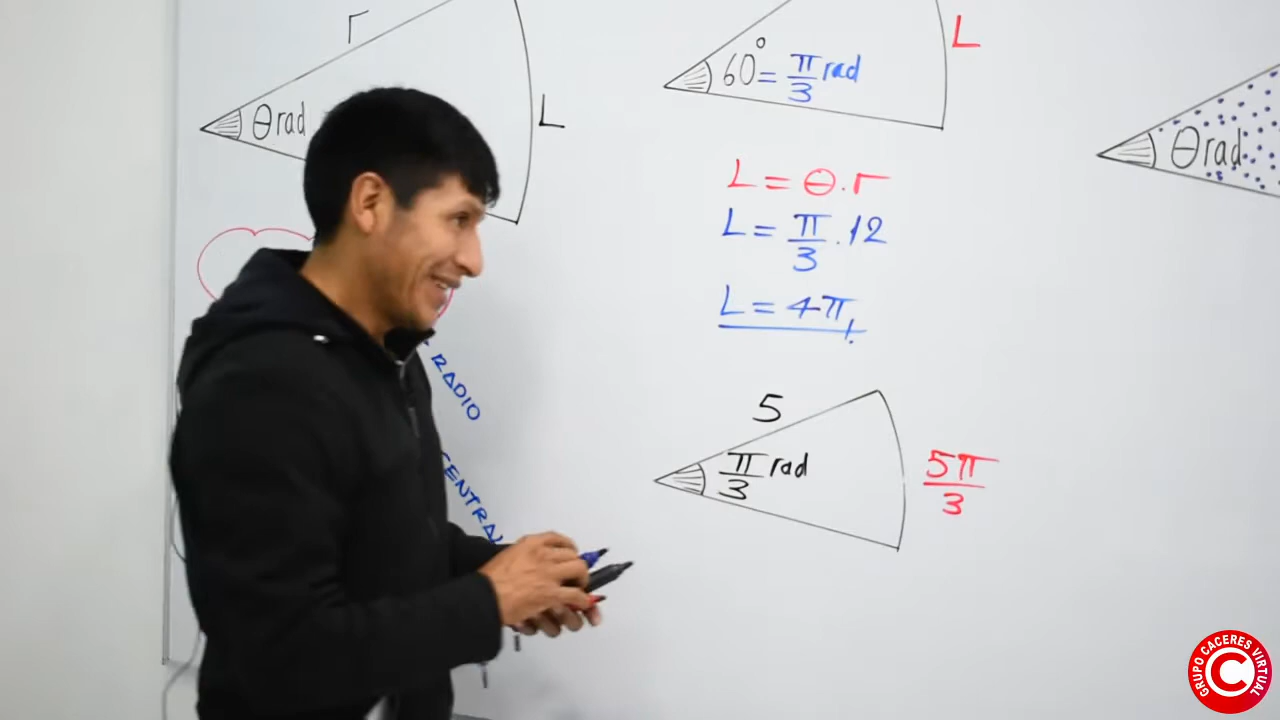 r
θ rad
L
RADIO
CENTRAL
60° = π/3 rad
L
L = θ.r
L = π/3 . 12
L = 4π
5
π/3 rad
5π/3
θ rad
GRUPO CACERES VIRTUAL
C